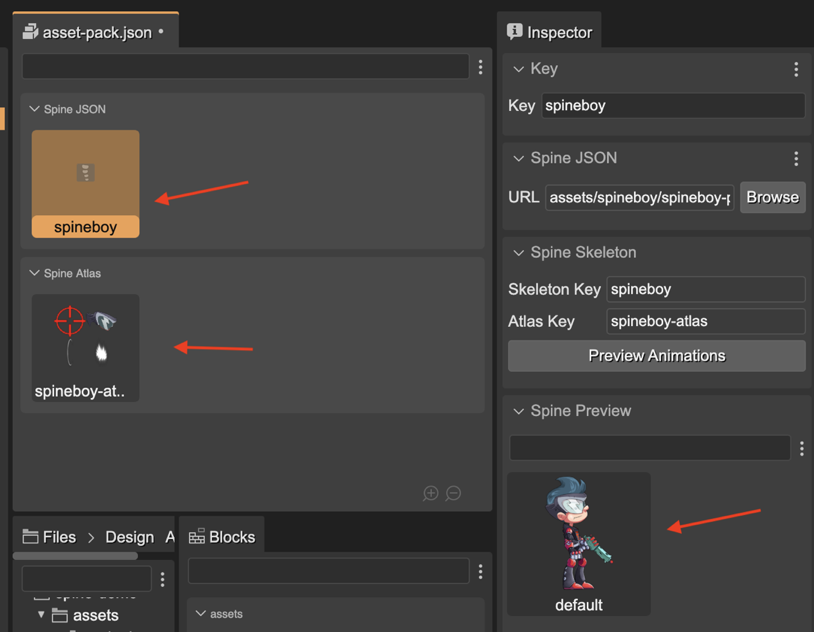 asset-pack.json •
Spine JSON
spineboy
Spine Atlas
spineboy-at..
Files > Design
Blocks
assets
assets
Inspector
Key
Key spineboy
Spine JSON
URL assets/spineboy/spineboy- Browse
Spine Skeleton
Skeleton Key spineboy
Atlas Key spineboy-atlas
Preview Animations
Spine Preview
default